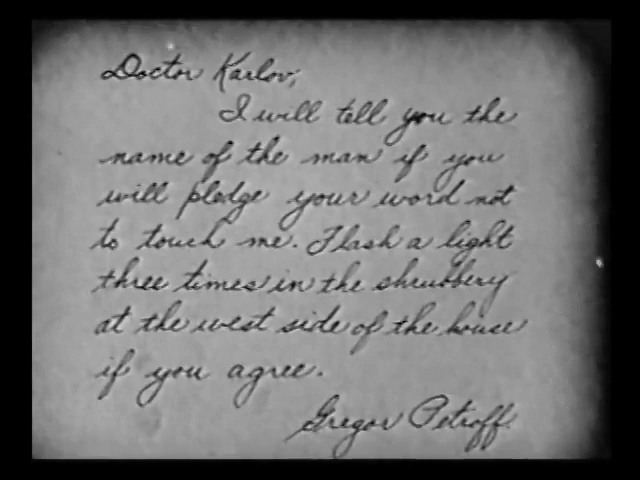 Doctor Karlov,
I will tell you the
name of the man if you
will pledge your word not
to touch me. Flash a light
three times in the shrubbery
at the west side of the house
if you agree.
Gregor Petroff